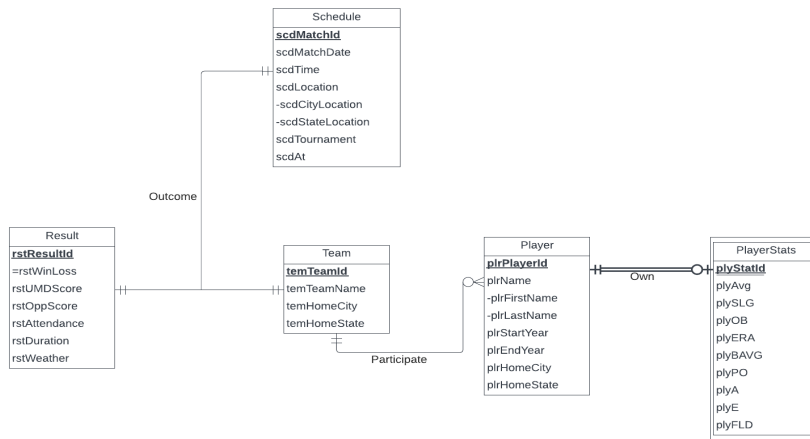 Schedule
scdMatchId
scdMatchDate
scdTime
scdLocation
-scdCityLocation
-scdStateLocation
scdTournament
scdAt
Outcome
Result
rstResultId
=rstWinLoss
rstUMDScore
rstOppScore
rstAttendance
rstDuration
rstWeather
Team
temTeamId
temTeamName
temHomeCity
temHomeState
Participate
Player
plrPlayerId
plrName
-plrFirstName
-plrLastName
plrStartYear
plrEndYear
plrHomeCity
plrHomeState
Own
PlayerStats
plyStatId
plyAvg
plySLG
plyOB
plyERA
plyBAVG
plyPO
plyA
plyE
plyFLD